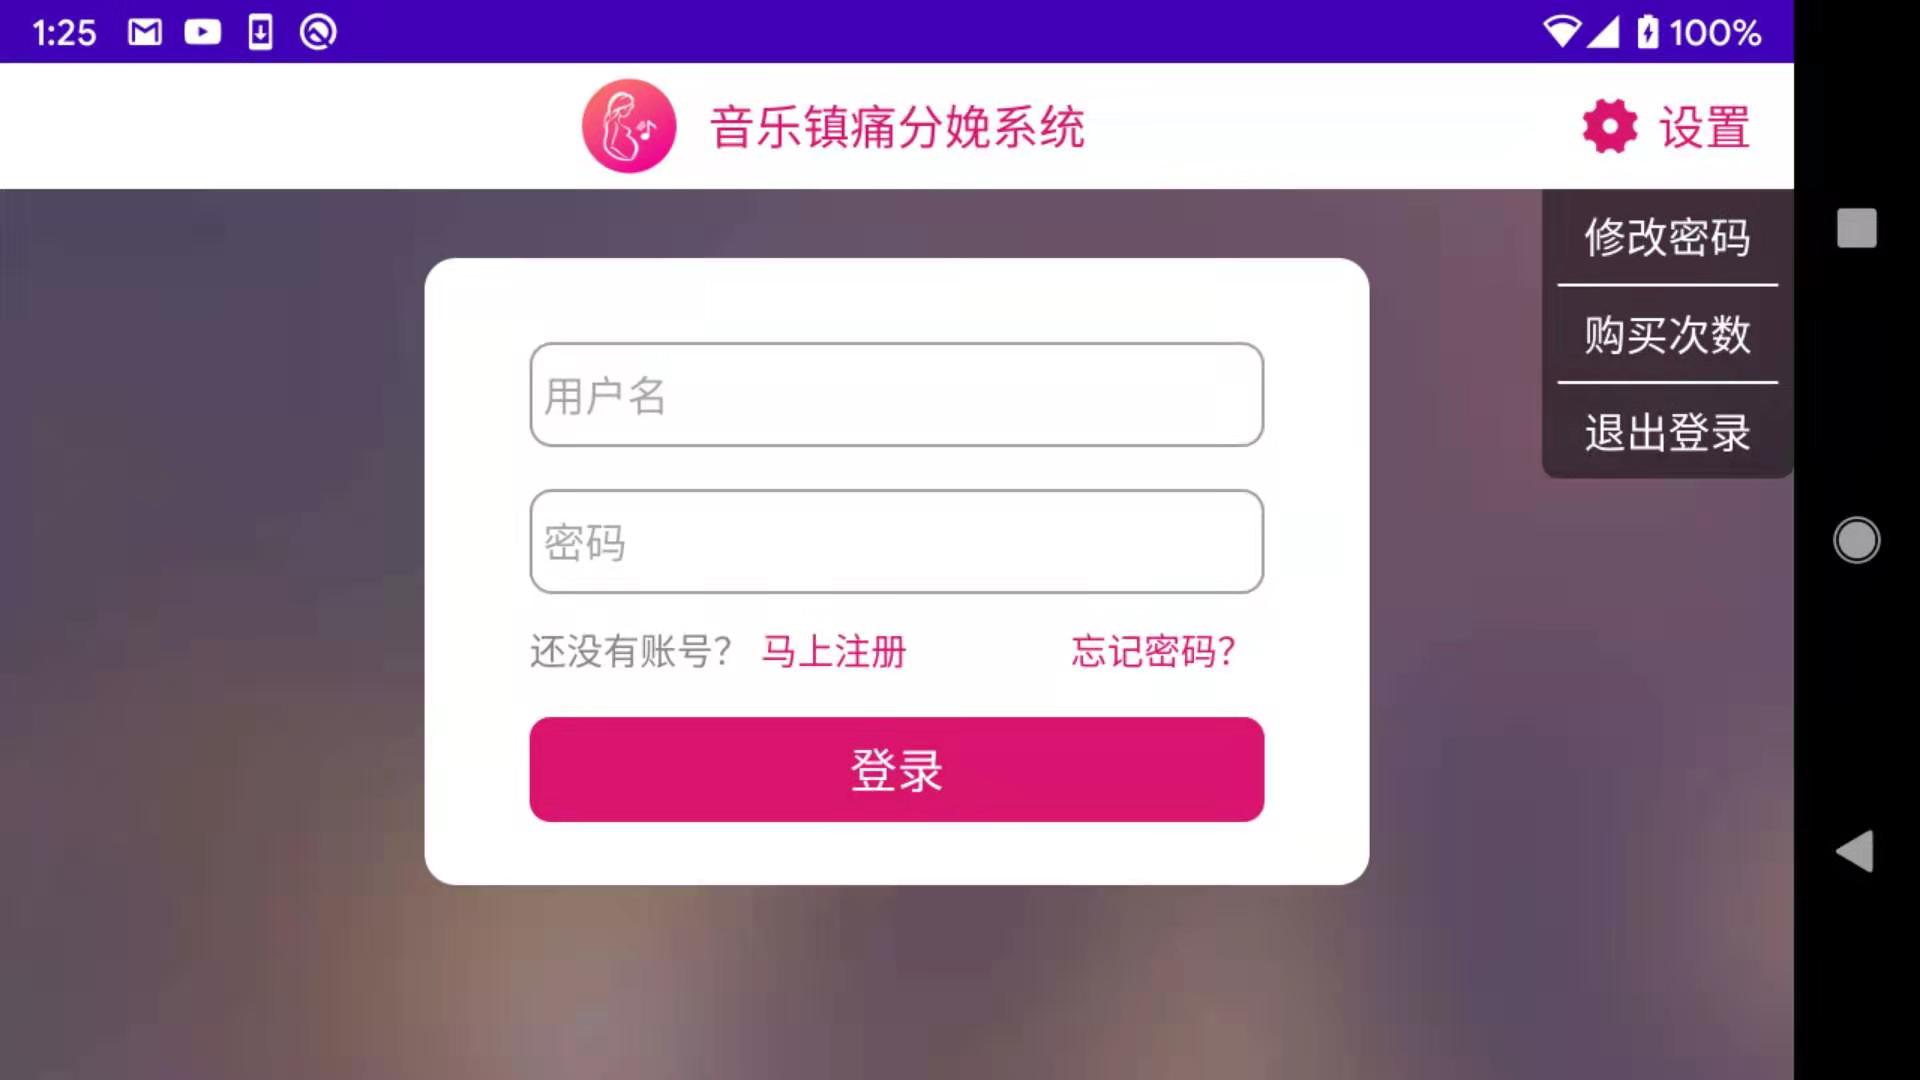 1:25
100%
音乐镇痛分娩系统
设置
修改密码
购买次数
退出登录
用户名
密码
还没有账号? 马上注册 忘记密码?
登录